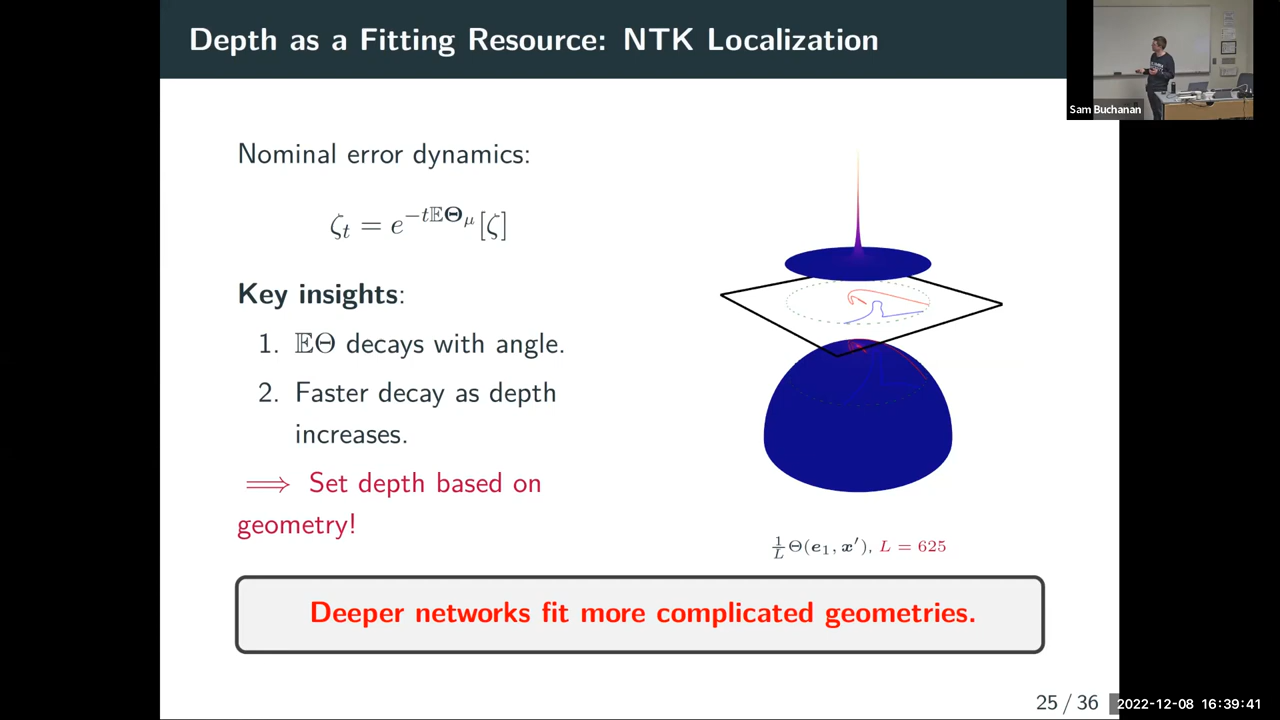 Depth as a Fitting Resource: NTK Localization
Sam Buchanan
Nominal error dynamics:
ζₜ = e^{−t𝔼Θ_μ}[ζ]
Key insights:
1. 𝔼Θ decays with angle.
2. Faster decay as depth
increases.
⟹ Set depth based on
geometry!
1/L Θ(e₁, x′), L = 625
Deeper networks fit more complicated geometries.
25 / 36
2022-12-08 16:39:41